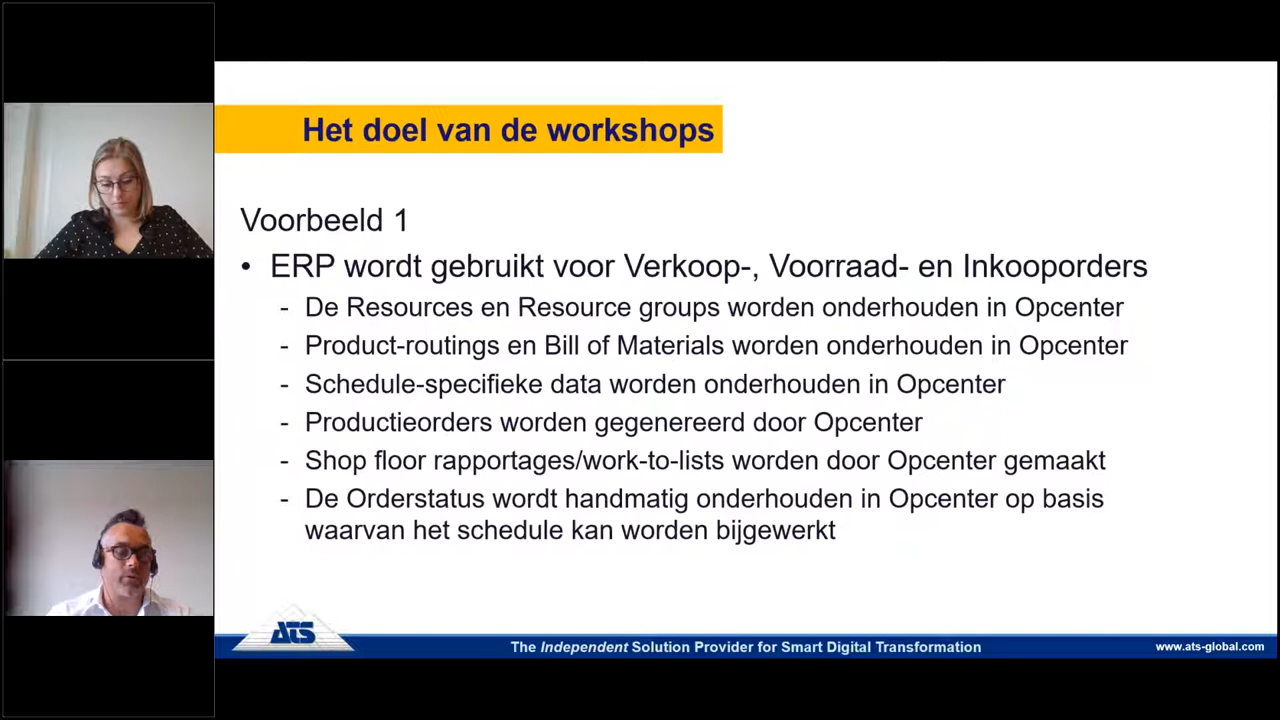 Het doel van de workshops
Voorbeeld 1
• ERP wordt gebruikt voor Verkoop-, Voorraad- en Inkooporders
- De Resources en Resource groups worden onderhouden in Opcenter
- Product-routings en Bill of Materials worden onderhouden in Opcenter
- Schedule-specifieke data worden onderhouden in Opcenter
- Productieorders worden gegenereerd door Opcenter
- Shop floor rapportages/work-to-lists worden door Opcenter gemaakt
- De Orderstatus wordt handmatig onderhouden in Opcenter op basis
waarvan het schedule kan worden bijgewerkt
ATS
The Independent Solution Provider for Smart Digital Transformation
www.ats-global.com